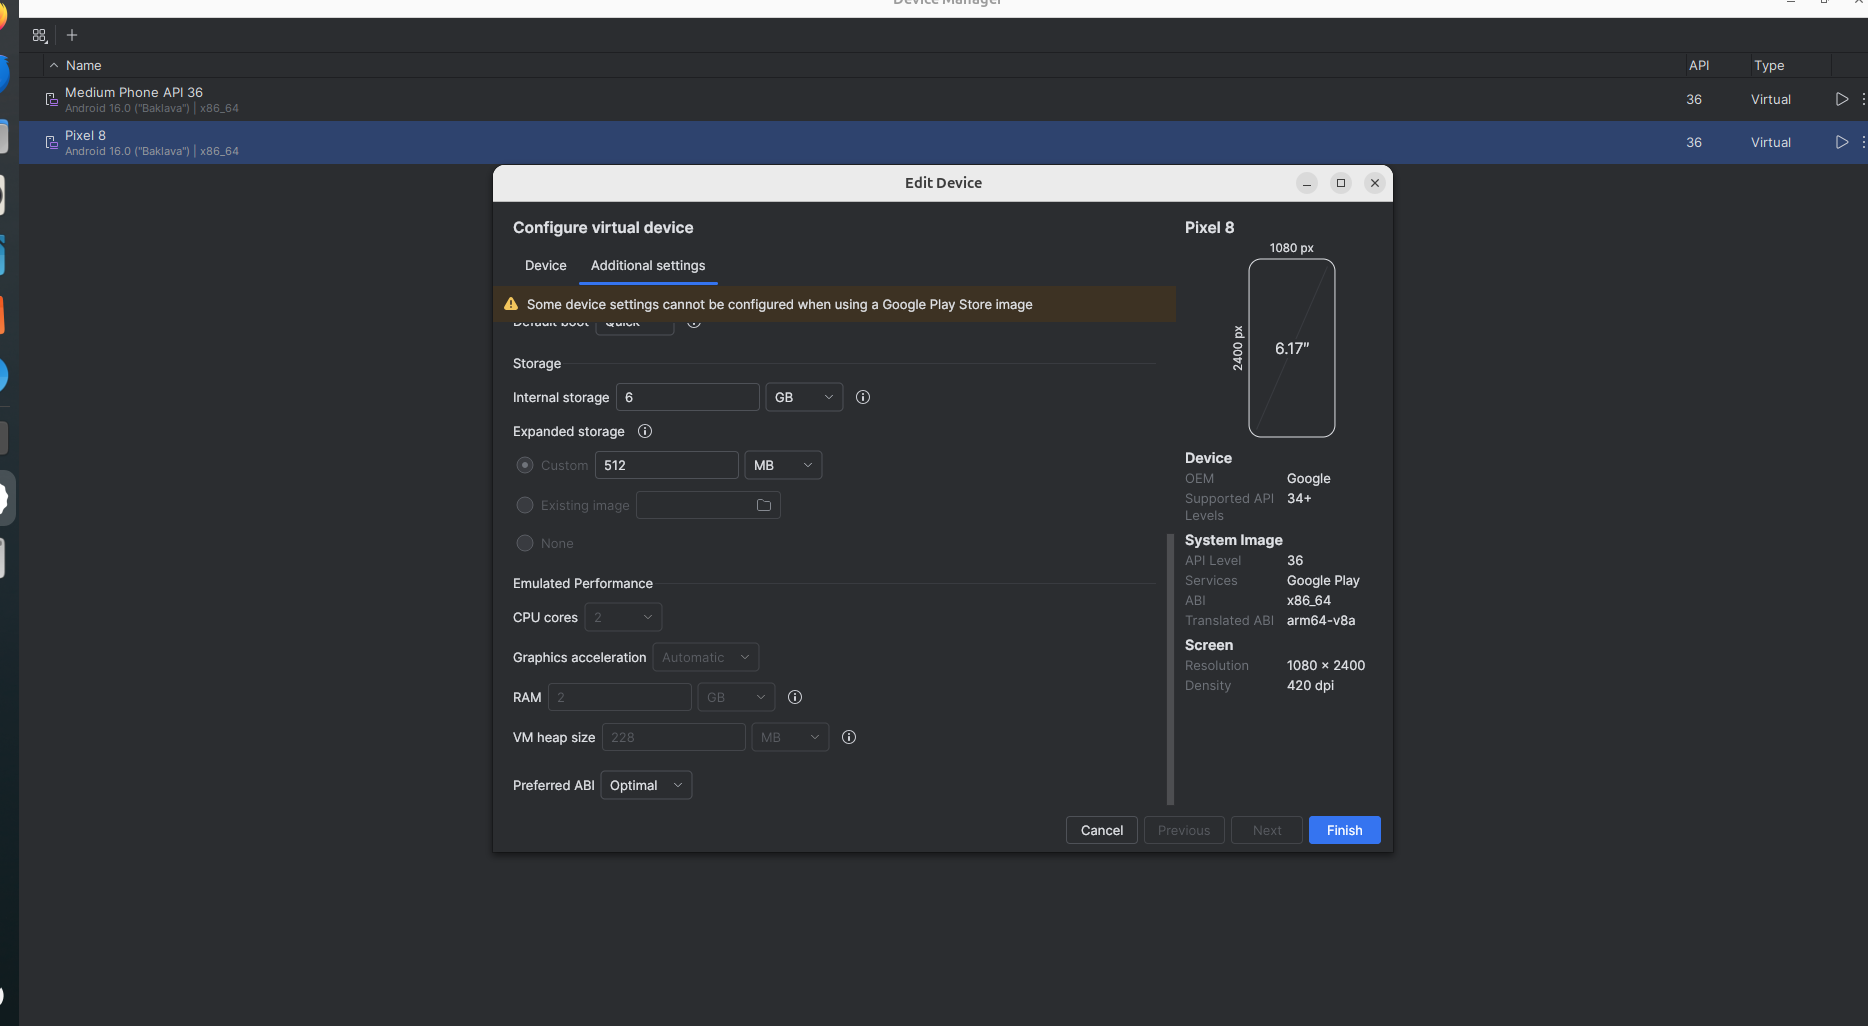 Device Manager
Name API Type
Medium Phone API 36
Android 16.0 ("Baklava") | x86_64
36 Virtual
Pixel 8
Android 16.0 ("Baklava") | x86_64
36 Virtual
Edit Device
Configure virtual device
Device Additional settings
Some device settings cannot be configured when using a Google Play Store image
Default boot Quick
Storage
Internal storage 6 GB
Expanded storage
Custom 512 MB
Existing image
None
Emulated Performance
CPU cores 2
Graphics acceleration Automatic
RAM 2 GB
VM heap size 228 MB
Preferred ABI Optimal
Pixel 8
1080 px
2400 px
6.17"
Device
OEM Google
Supported API Levels 34+
System Image
API Level 36
Services Google Play
ABI x86_64
Translated ABI arm64-v8a
Screen
Resolution 1080 × 2400
Density 420 dpi
Cancel Previous Next Finish